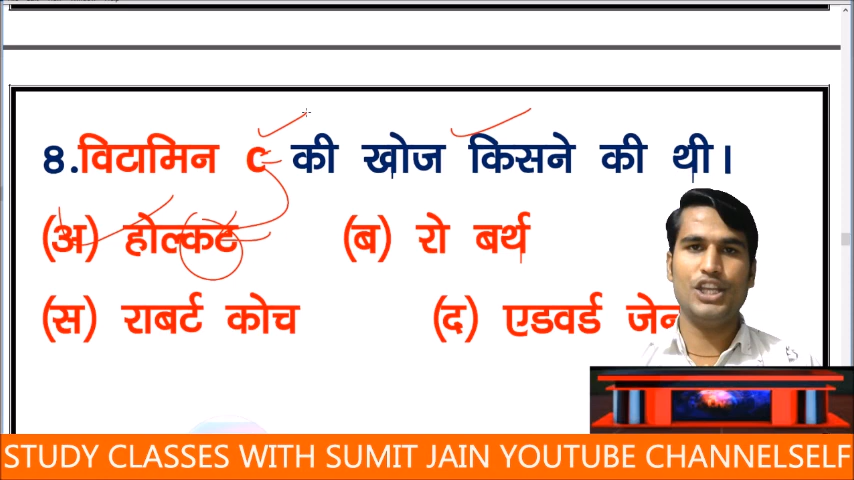 8.विटामिन C की खोज किसने की थी।
(अ) होल्कट (ब) रो बर्थ
(स) राबर्ट कोच (द) एडवर्ड
STUDY CLASSES WITH SUMIT JAIN YOUTUBE CHANNELSELF